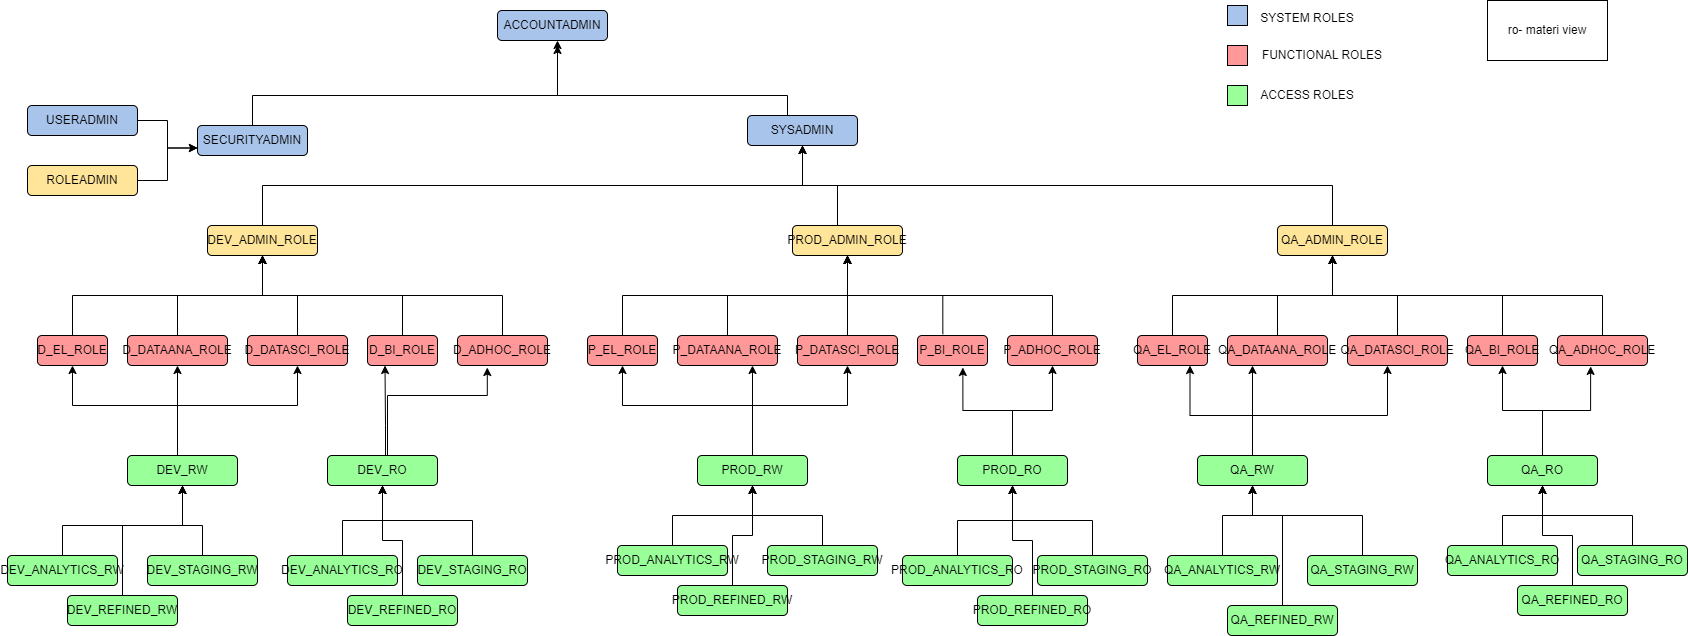 ACCOUNTADMIN
SYSTEM ROLES
ro- materi view
FUNCTIONAL ROLES
ACCESS ROLES
USERADMIN
SECURITYADMIN
SYSADMIN
ROLEADMIN
DEV_ADMIN_ROLE
PROD_ADMIN_ROLE
QA_ADMIN_ROLE
D_EL_ROLE
D_DATAANA_ROLE
D_DATASCI_ROLE
D_BI_ROLE
D_ADHOC_ROLE
P_EL_ROLE
P_DATAANA_ROLE
P_DATASCI_ROLE
P_BI_ROLE
P_ADHOC_ROLE
QA_EL_ROLE
QA_DATAANA_ROLE
QA_DATASCI_ROLE
QA_BI_ROLE
QA_ADHOC_ROLE
DEV_RW
DEV_RO
PROD_RW
PROD_RO
QA_RW
QA_RO
DEV_ANALYTICS_RW
DEV_STAGING_RW
DEV_REFINED_RW
DEV_ANALYTICS_RO
DEV_STAGING_RO
DEV_REFINED_RO
PROD_ANALYTICS_RW
PROD_STAGING_RW
PROD_REFINED_RW
PROD_ANALYTICS_RO
PROD_STAGING_RO
PROD_REFINED_RO
QA_ANALYTICS_RW
QA_STAGING_RW
QA_REFINED_RW
QA_ANALYTICS_RO
QA_STAGING_RO
QA_REFINED_RO